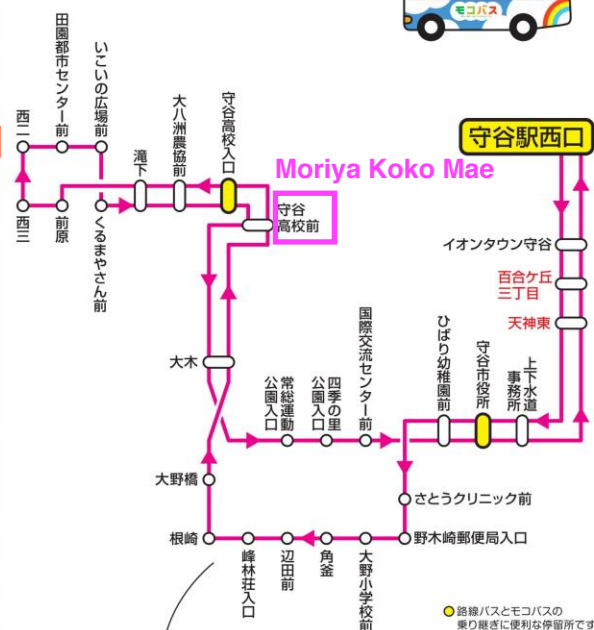 モコバス
田園都市センター前
いこいの広場前
西二
滝下
大八洲農協前
守谷高校入口
Moriya Koko Mae
守谷駅西口
守谷
高校前
西三
前原
くるまやさん前
イオンタウン守谷
百合ケ丘
三丁目
天神東
国際交流センター前
ひばり幼稚園前
守谷市役所
上下水道
事務所
大木
常総運動
公園入口
四季の里
公園入口
大野橋
さとうクリニック前
根崎
野木崎郵便局入口
峰林荘入口
辺田前
角釜
大野小学校前
路線バスとモコバスの
乗り継ぎに便利な停留所です